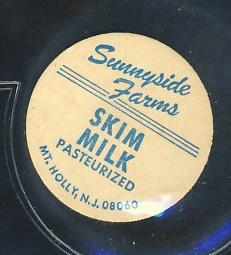 Sunnyside
Farms
SKIM
MILK
PASTEURIZED
MT. HOLLY, N.J. 08060